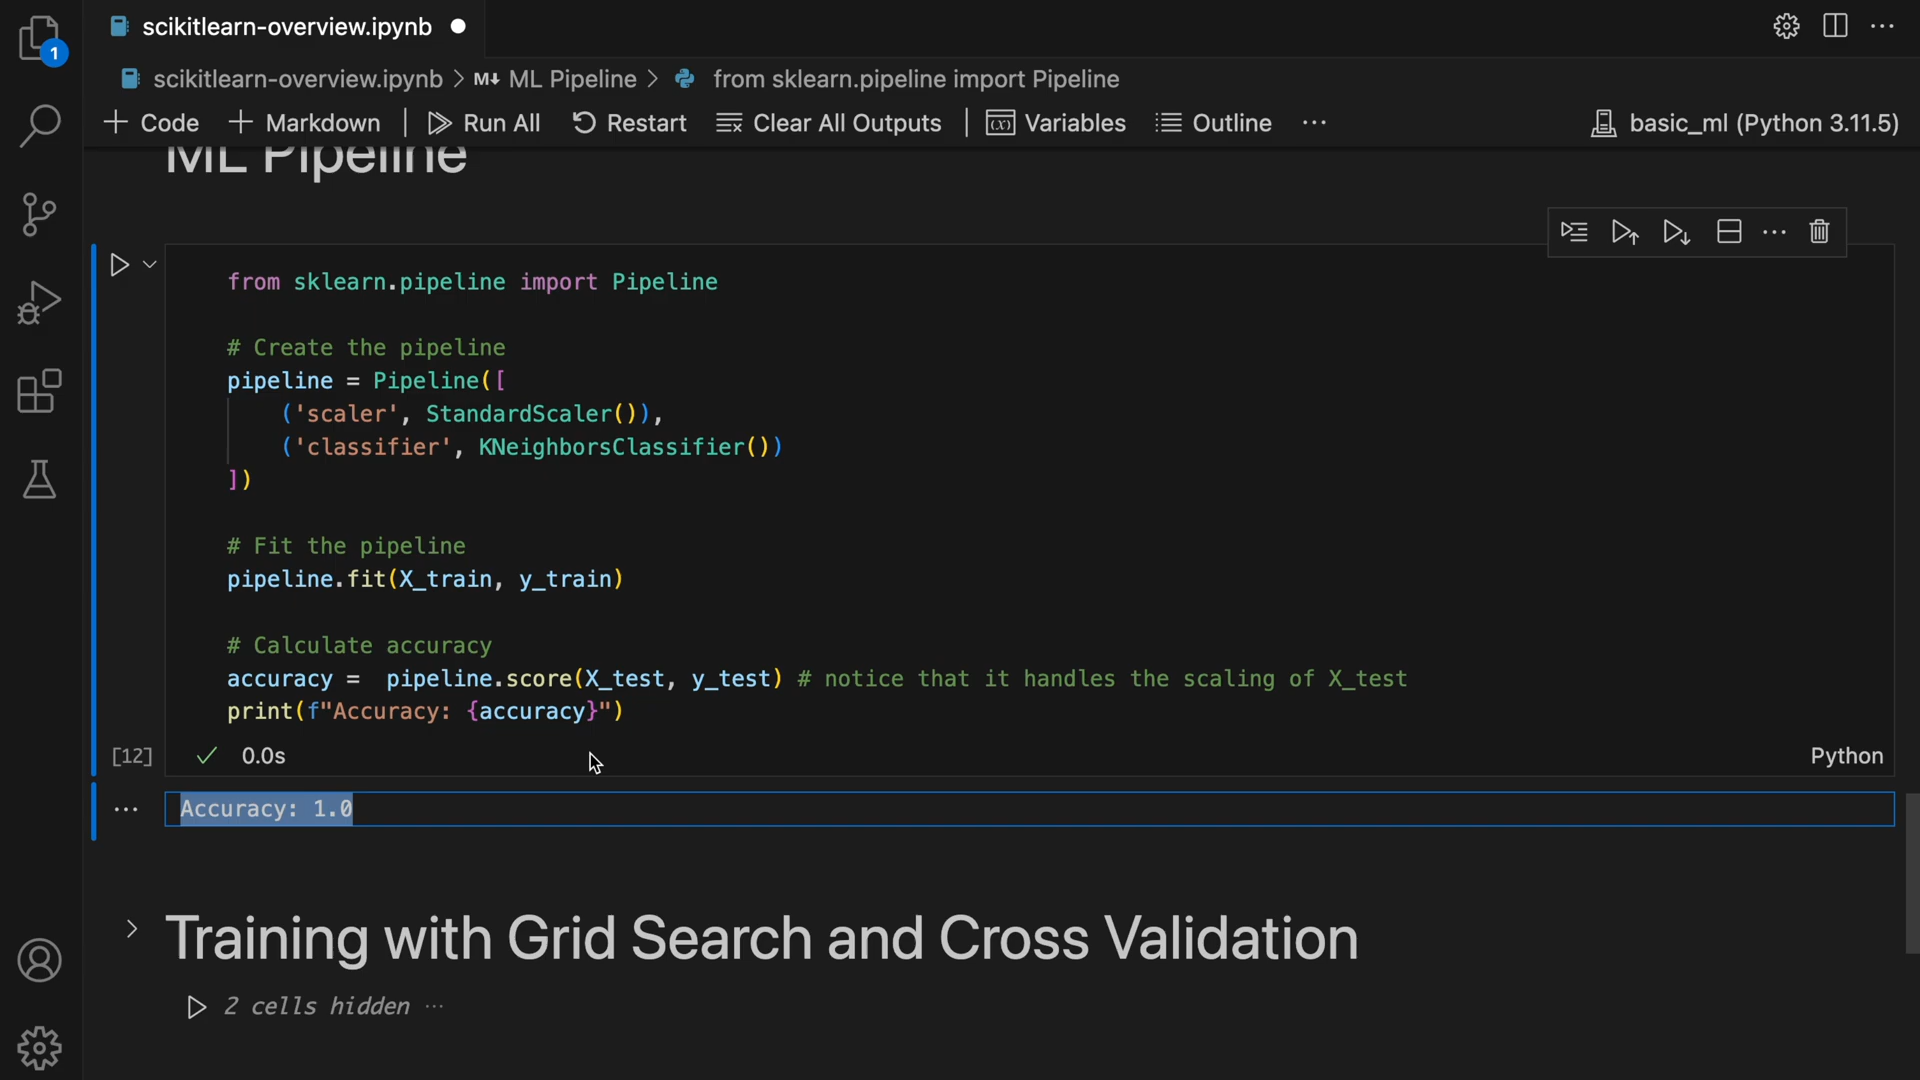 scikitlearn-overview.ipynb
1
scikitlearn-overview.ipynb > M↓ ML Pipeline > from sklearn.pipeline import Pipeline
+ Code + Markdown | Run All Restart Clear All Outputs | Variables Outline ··· basic_ml (Python 3.11.5)
ML Pipeline
from sklearn.pipeline import Pipeline
# Create the pipeline
pipeline = Pipeline([
('scaler', StandardScaler()),
('classifier', KNeighborsClassifier())
])
# Fit the pipeline
pipeline.fit(X_train, y_train)
# Calculate accuracy
accuracy =  pipeline.score(X_test, y_test) # notice that it handles the scaling of X_test
print(f"Accuracy: {accuracy}")
[12] ✓ 0.0s Python
··· Accuracy: 1.0
Training with Grid Search and Cross Validation
2 cells hidden ···